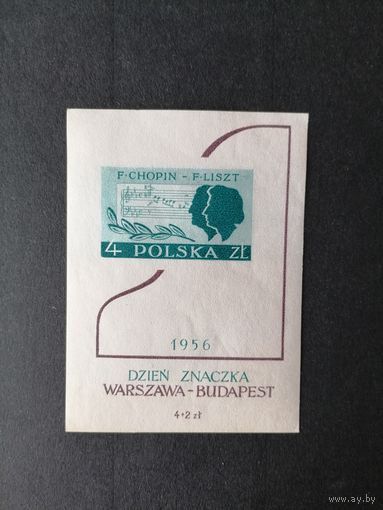 F·CHOPIN – F·LISZT
4 POLSKA ZŁ
1956
DZIEŃ ZNACZKA
WARSZAWA–BUDAPEST
4+2 zł
www.ay.by